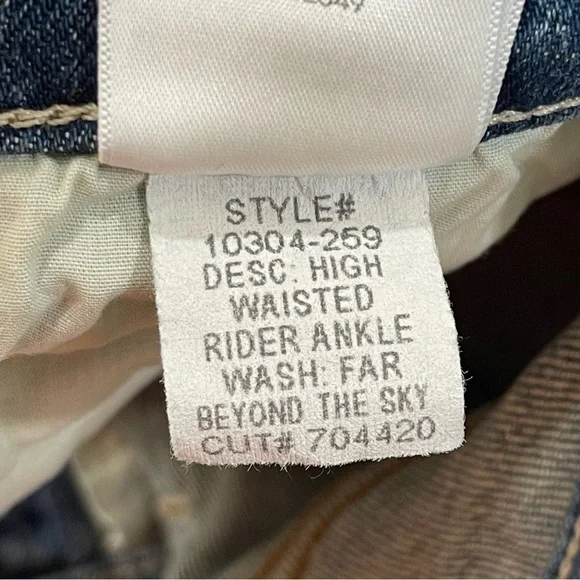 STYLE#
10304-259
DESC: HIGH
WAISTED
RIDER ANKLE
WASH: FAR
BEYOND THE SKY
CUT# 704420